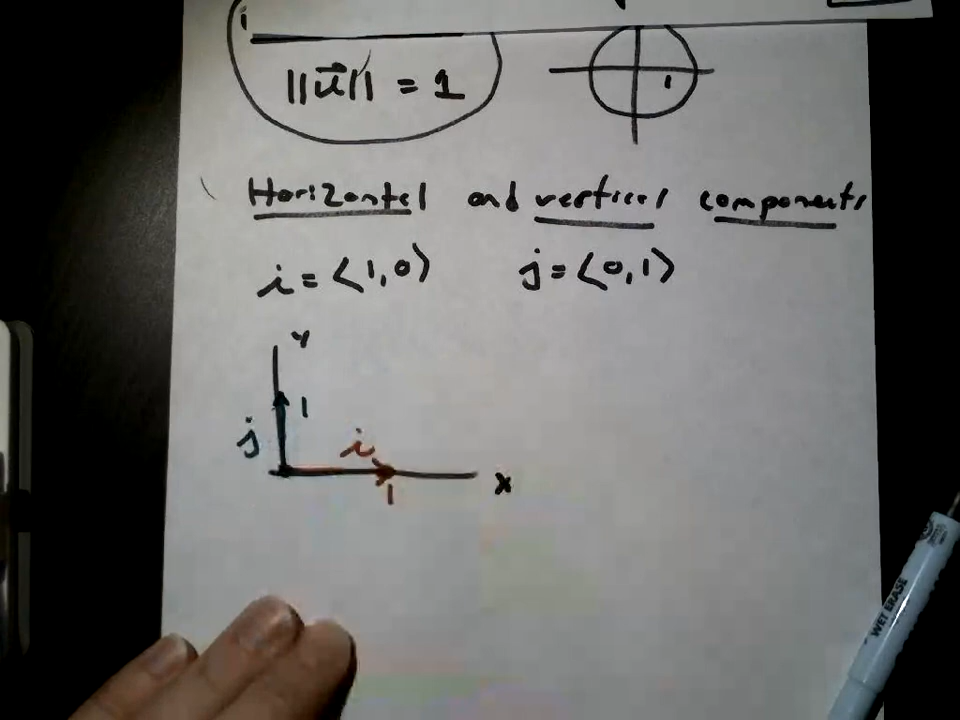 ||u⃗|| = 1
1
Horizontal and vertical components
i = ⟨1,0⟩ j = ⟨0,1⟩
y
1
j
i
1
x
WET ERASE